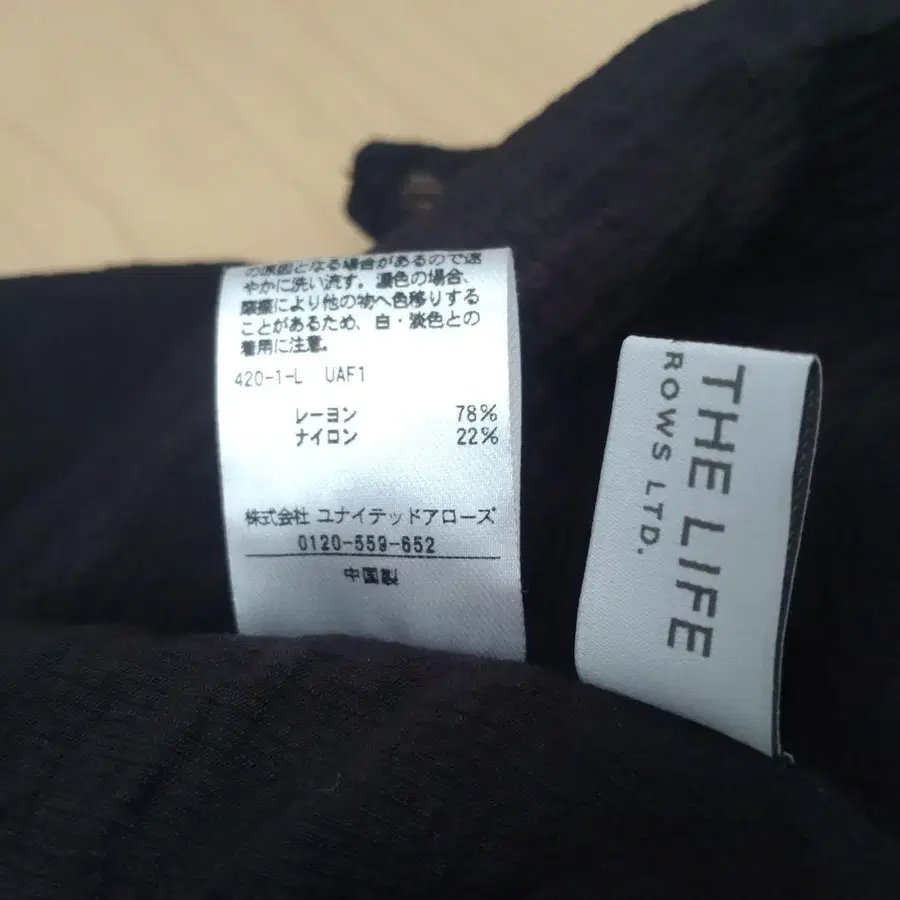 の原因となる場合があるので速
やかに洗い流す。濃色の場合、
摩擦により他の物へ色移りする
ことがあるため、白・淡色との
着用に注意。
420-1-L UAF1
レーヨン 78%
ナイロン 22%
株式会社 ユナイテッドアローズ
0120-559-652
中国製
THE LIFE
ROWS LTD.